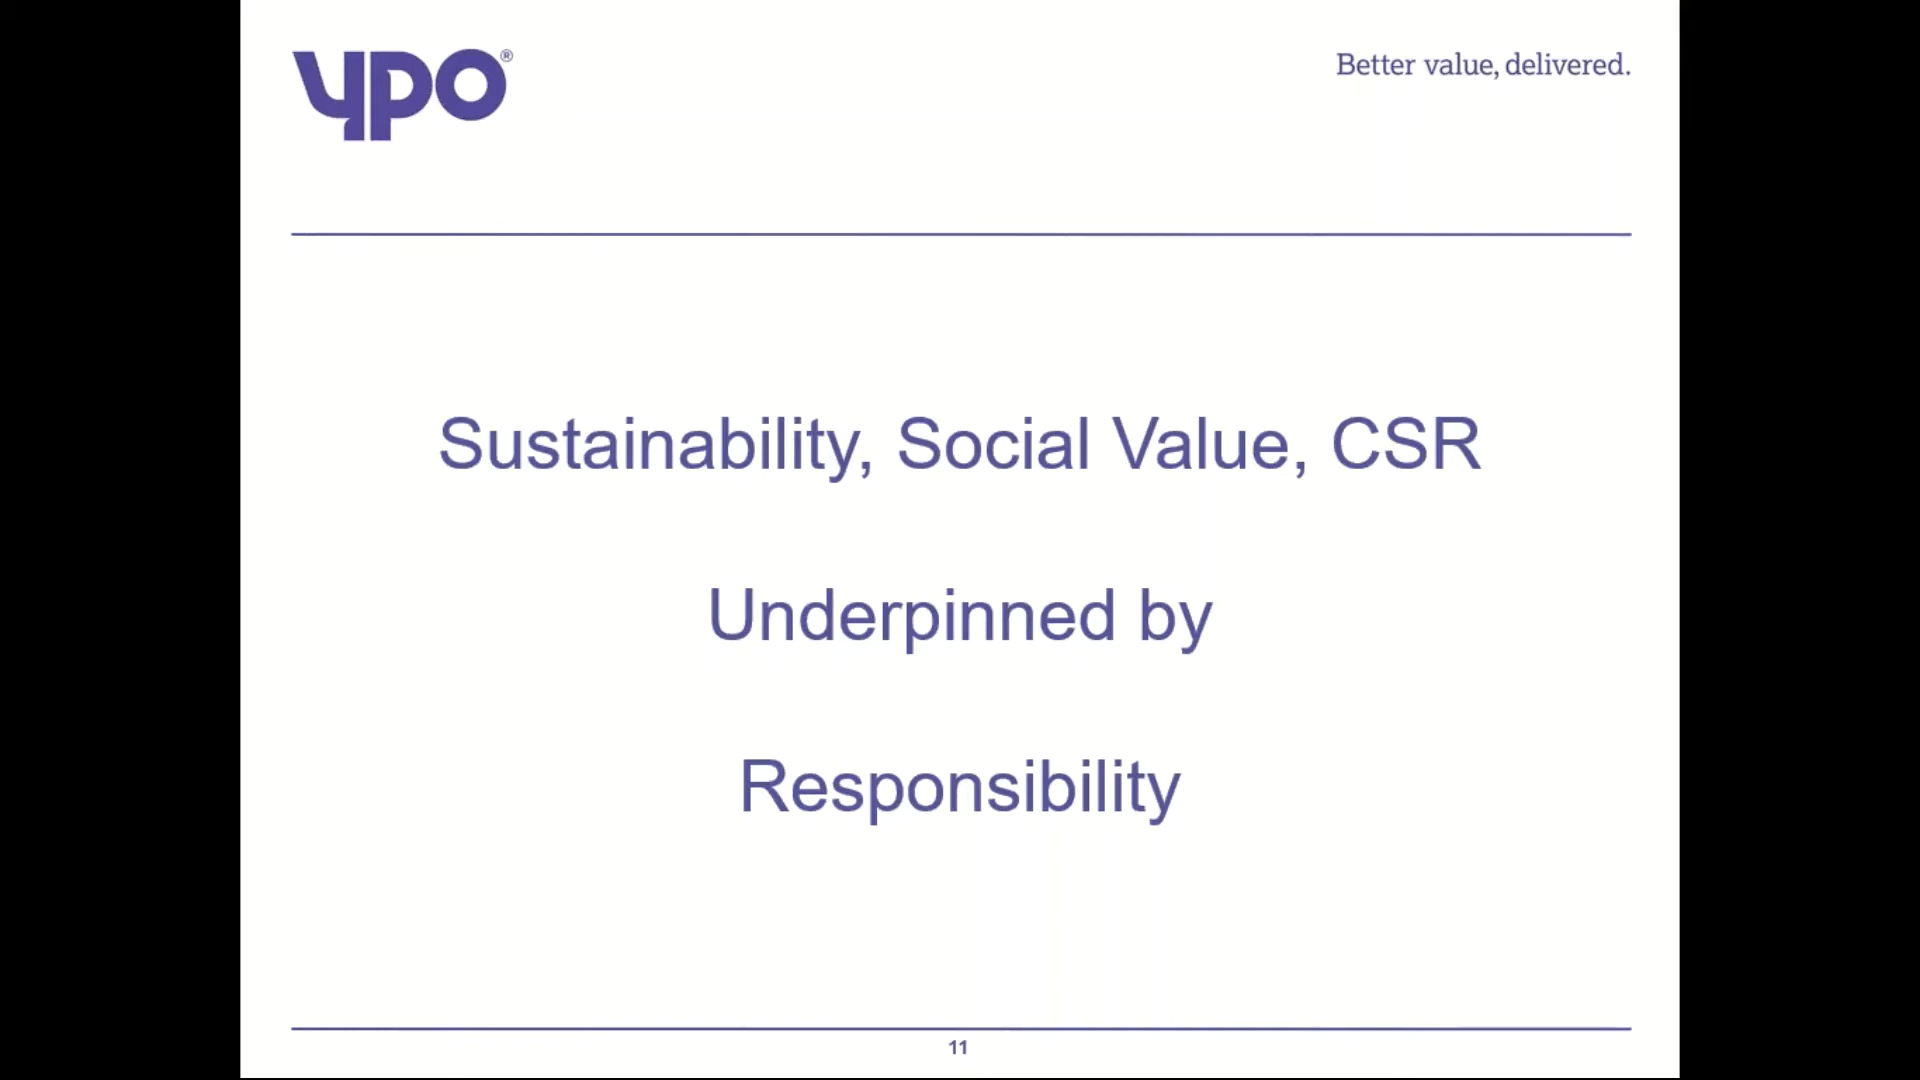 ypo®
Better value, delivered.
Sustainability, Social Value, CSR
Underpinned by
Responsibility
11